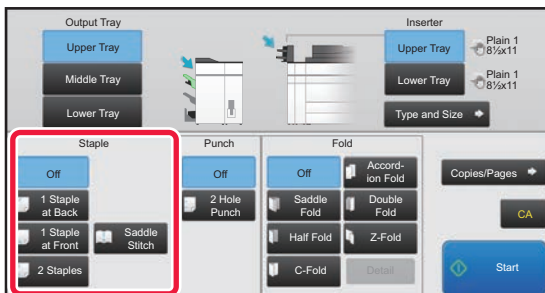 Output Tray
Inserter
Upper Tray
Upper Tray
Plain 1
8½x11
Middle Tray
Lower Tray
Plain 1
8½x11
Lower Tray
Type and Size
Staple
Punch
Fold
Off
Off
Off
Accord-
ion Fold
Copies/Pages
1 Staple
at Back
2 Hole
Punch
Saddle
Fold
Double
Fold
CA
1 Staple
at Front
Saddle
Stitch
Half Fold
Z-Fold
2 Staples
C-Fold
Detail
Start